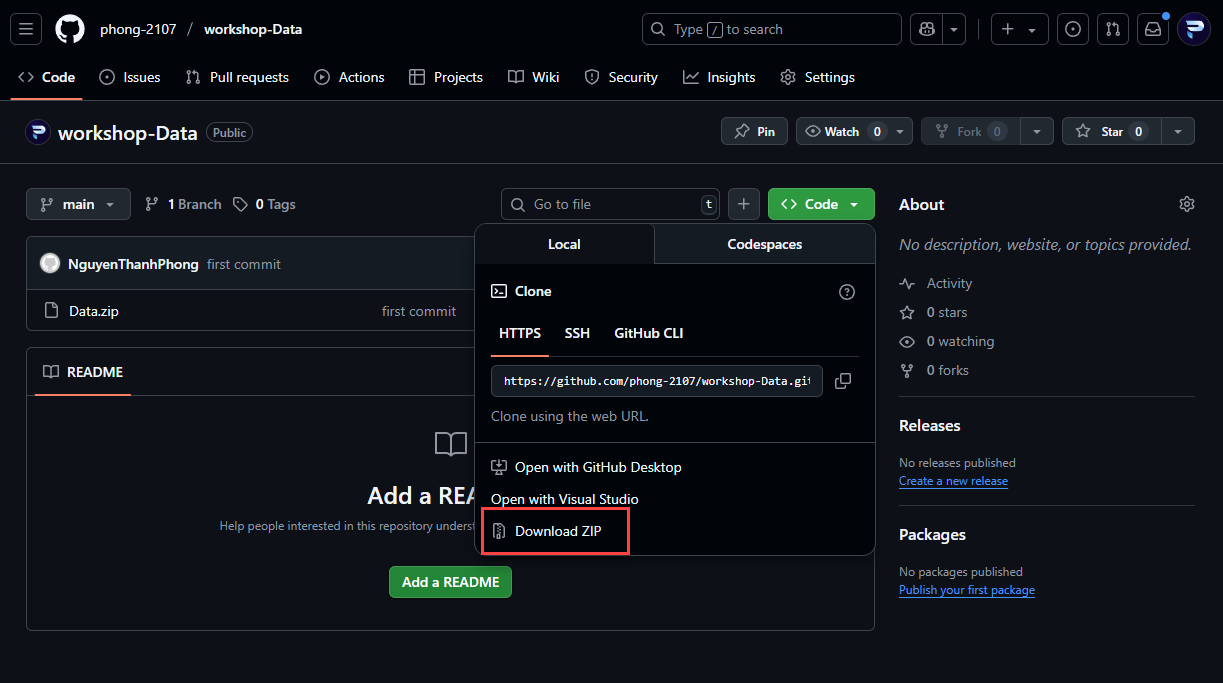 phong-2107 / workshop-Data
Type / to search
Code Issues Pull requests Actions Projects Wiki Security Insights Settings
workshop-Data Public
Pin Watch 0 Fork 0 Star 0
main 1 Branch 0 Tags
Go to file t
Code
Local Codespaces
NguyenThanhPhong first commit
Data.zip first commit
Clone
HTTPS SSH GitHub CLI
https://github.com/phong-2107/workshop-Data.git
Clone using the web URL.
Open with GitHub Desktop
Open with Visual Studio
Download ZIP
README
Add a REA
Help people interested in this repository underst
Add a README
About
No description, website, or topics provided.
Activity
0 stars
0 watching
0 forks
Releases
No releases published
Create a new release
Packages
No packages published
Publish your first package